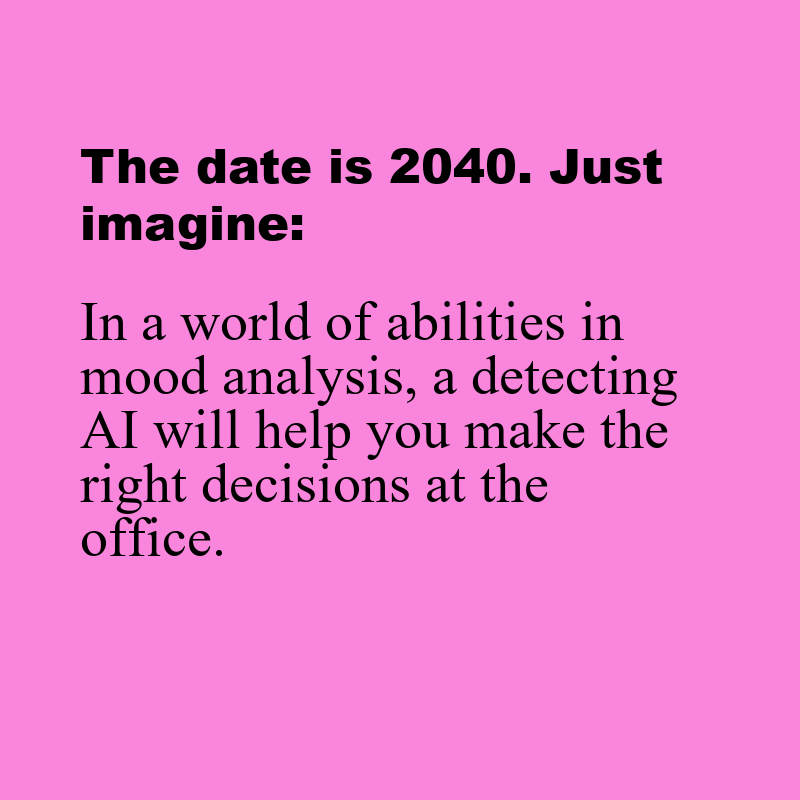 The date is 2040. Just
imagine:
In a world of abilities in
mood analysis, a detecting
AI will help you make the
right decisions at the
office.